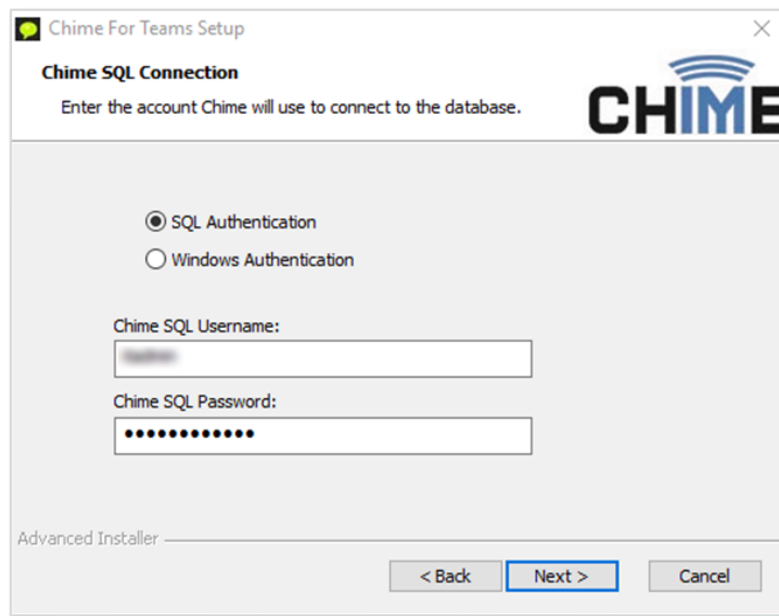 Chime For Teams Setup
Chime SQL Connection
Enter the account Chime will use to connect to the database.
CHIME
SQL Authentication
Windows Authentication
Chime SQL Username:
Chime SQL Password:
••••••••••••
Advanced Installer
< Back
Next >
Cancel